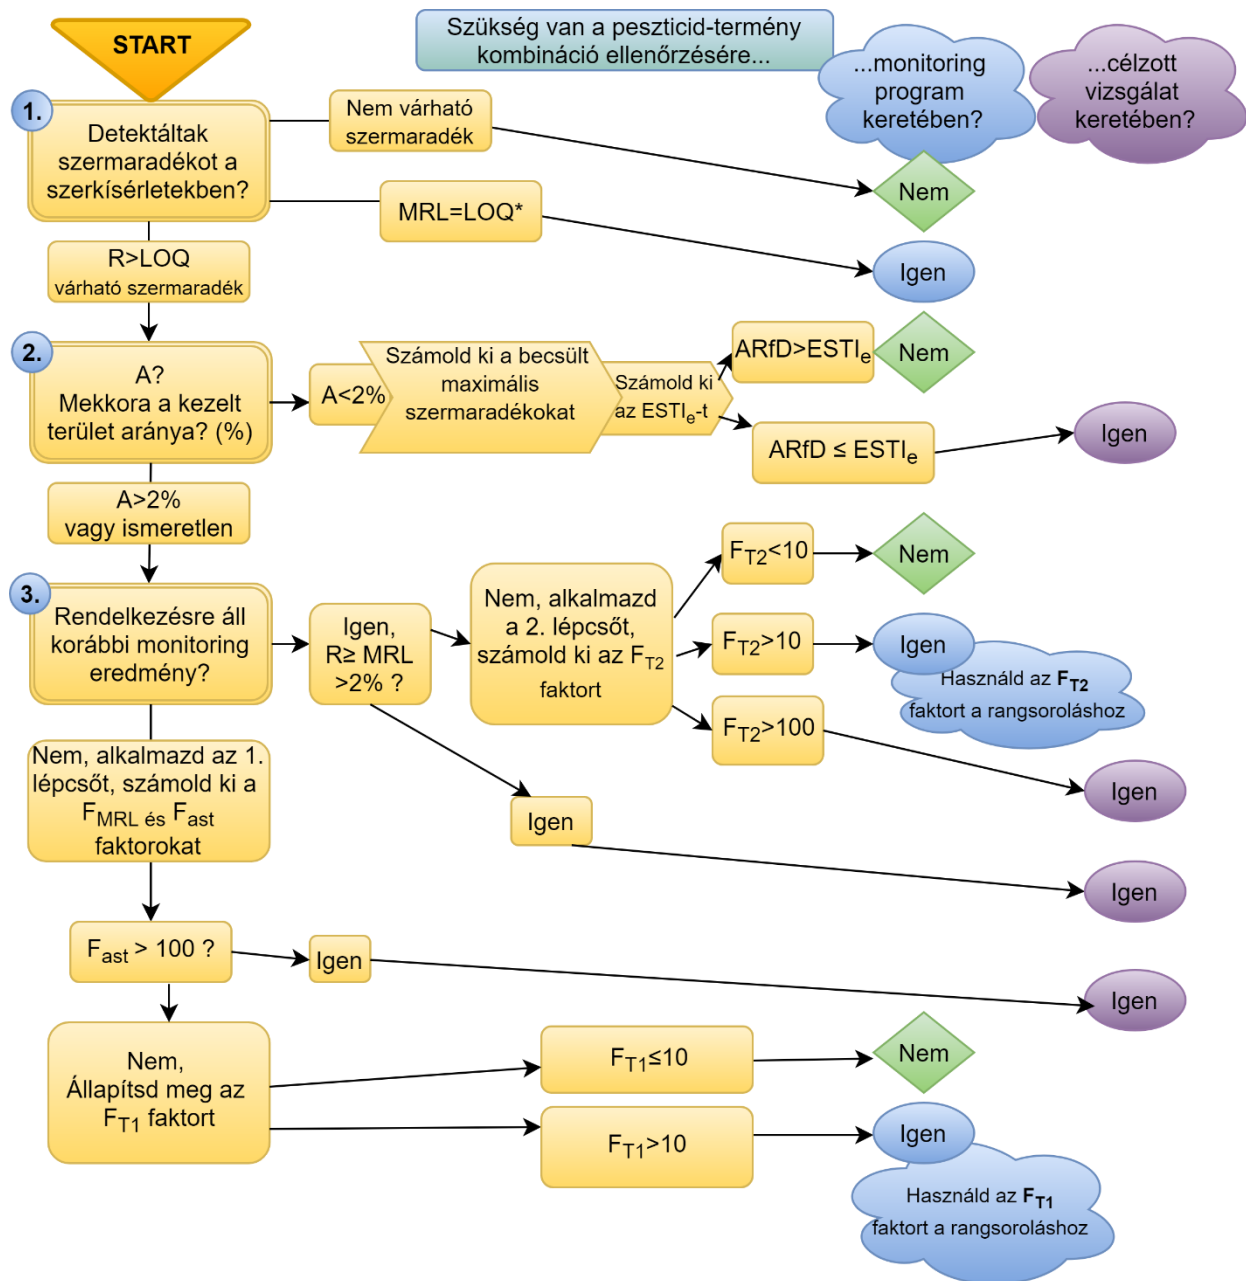 START
Szükség van a peszticid-termény
kombináció ellenőrzésére...
...monitoring
program
keretében?
...célzott
vizsgálat
keretében?
1.
Detektáltak
szermaradékot a
szerkísérletekben?
Nem várható
szermaradék
Nem
MRL=LOQ*
Igen
R>LOQ
várható szermaradék
2.
A?
Mekkora a kezelt
terület aránya? (%)
A<2%
Számold ki a becsült
maximális
szermaradékokat
Számold ki
az ESTIe-t
ARfD>ESTIe
Nem
ARfD ≤ ESTIe
Igen
A>2%
vagy ismeretlen
3.
Rendelkezésre áll
korábbi monitoring
eredmény?
Igen,
R≥ MRL
>2% ?
Nem, alkalmazd
a 2. lépcsőt,
számold ki az FT2
faktort
FT2<10
Nem
FT2>10
Igen
Használd az FT2
faktort a rangsoroláshoz
FT2>100
Igen
Igen
Igen
Nem, alkalmazd az 1.
lépcsőt, számold ki a
FMRL és Fast
faktorokat
Fast > 100 ?
Igen
Igen
Nem,
Állapítsd meg az
FT1 faktort
FT1≤10
Nem
FT1>10
Igen
Használd az FT1
faktort a rangsoroláshoz